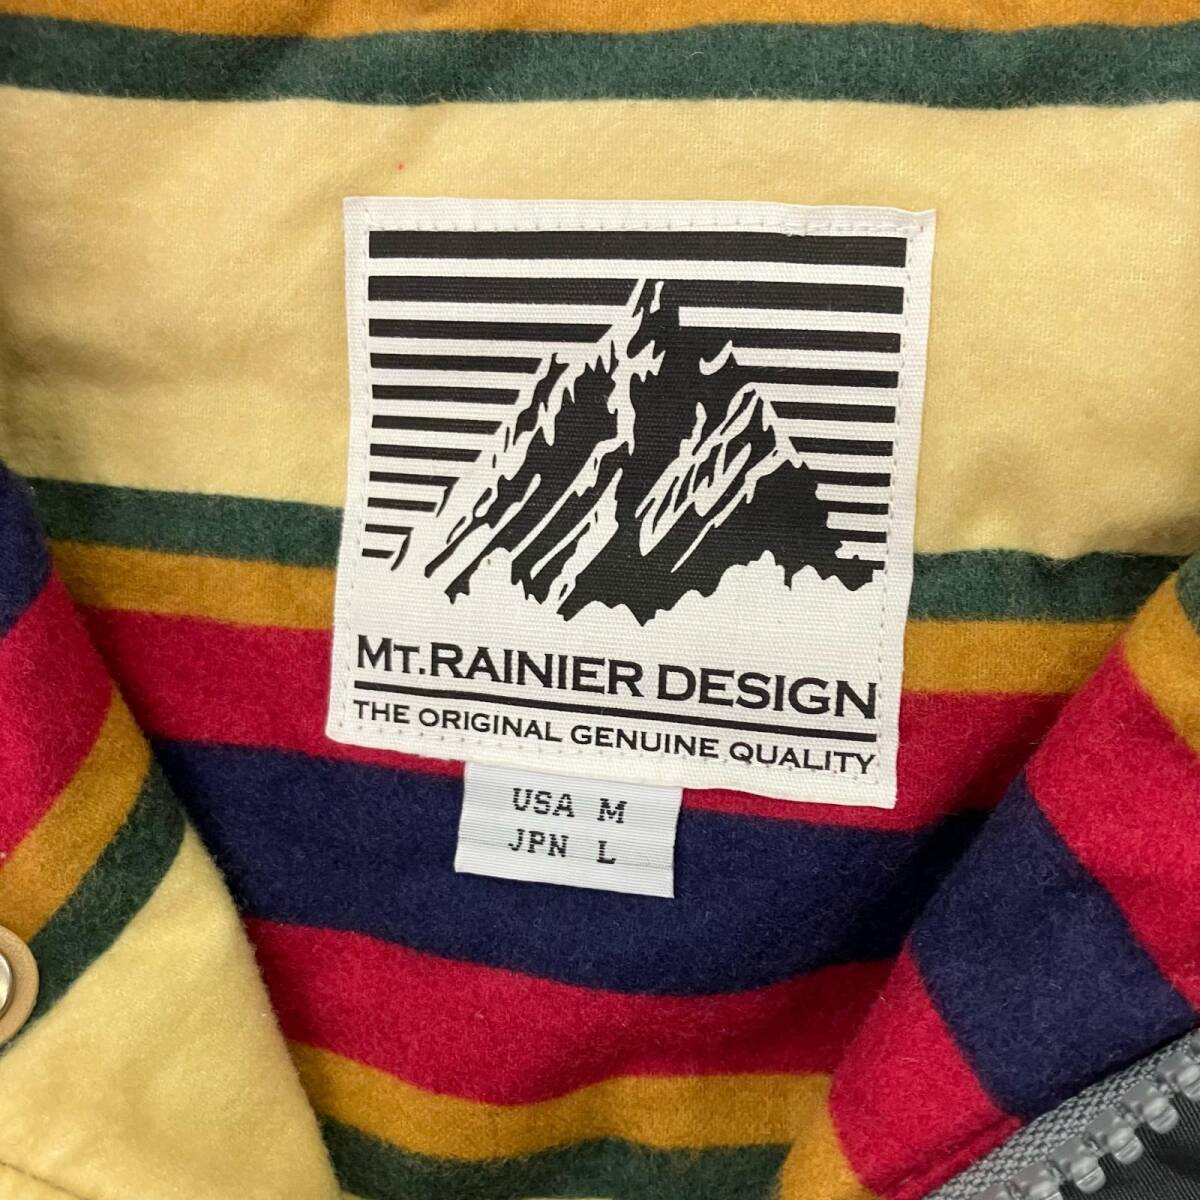 MT.RAINIER DESIGN
THE ORIGINAL GENUINE QUALITY
USA M
JPN L